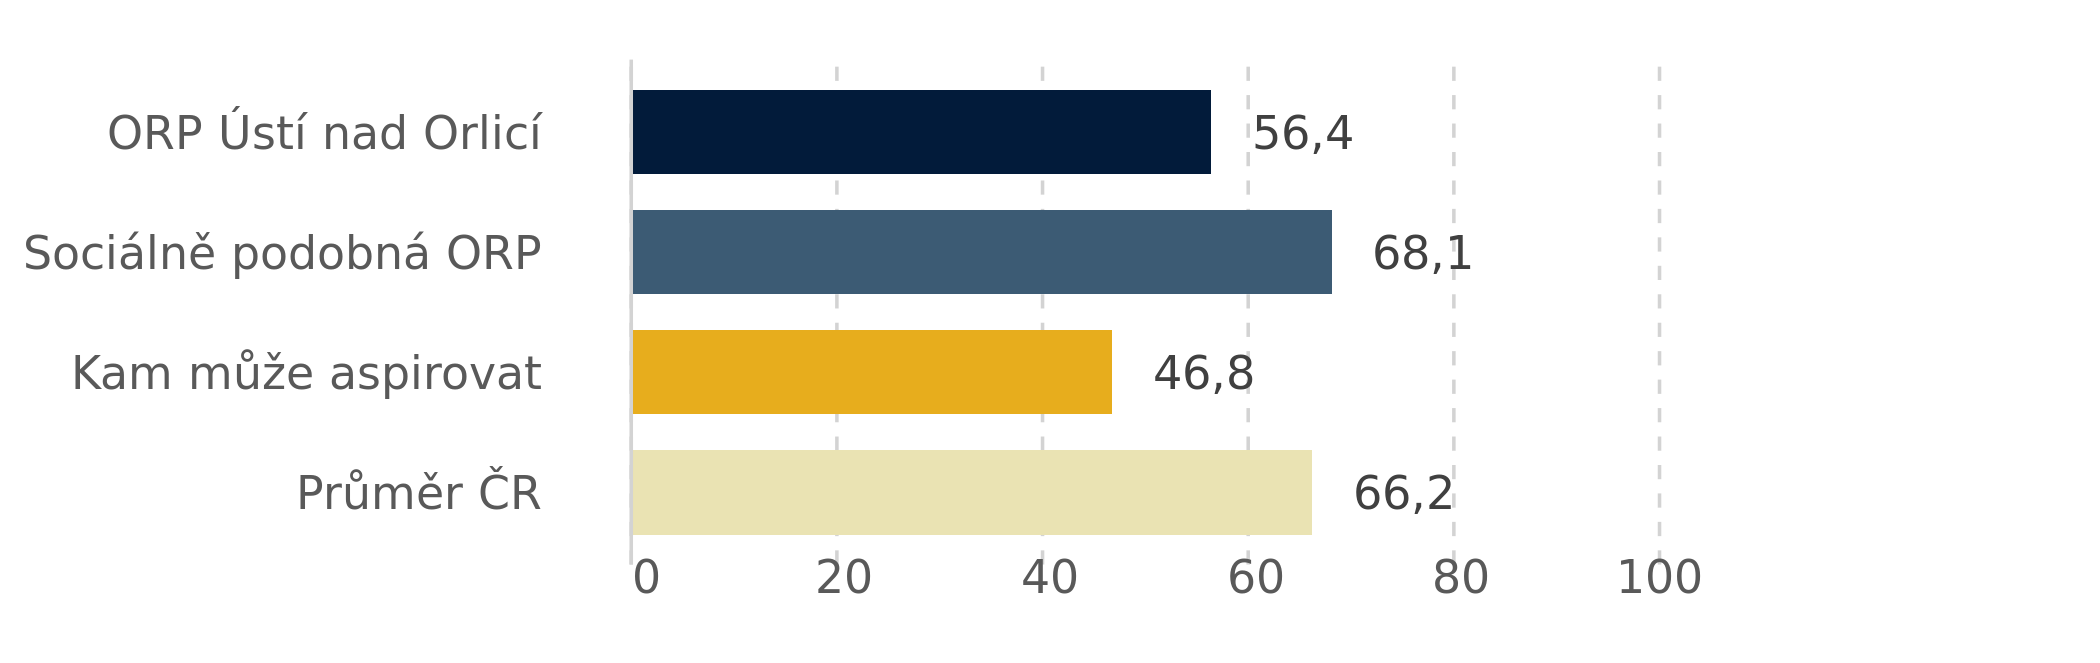 ORP Ústí nad Orlicí
56,4
Sociálně podobná ORP
68,1
Kam může aspirovat
46,8
Průměr ČR
66,2
0 20 40 60 80 100